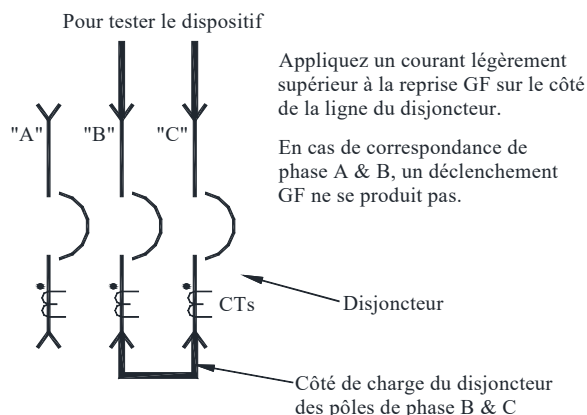 Pour tester le dispositif
Appliquez un courant légèrement
supérieur à la reprise GF sur le côté
de la ligne du disjoncteur.
"A" "B" "C"
En cas de correspondance de
phase A & B, un déclenchement
GF ne se produit pas.
CTs
Disjoncteur
Côté de charge du disjoncteur
des pôles de phase B & C